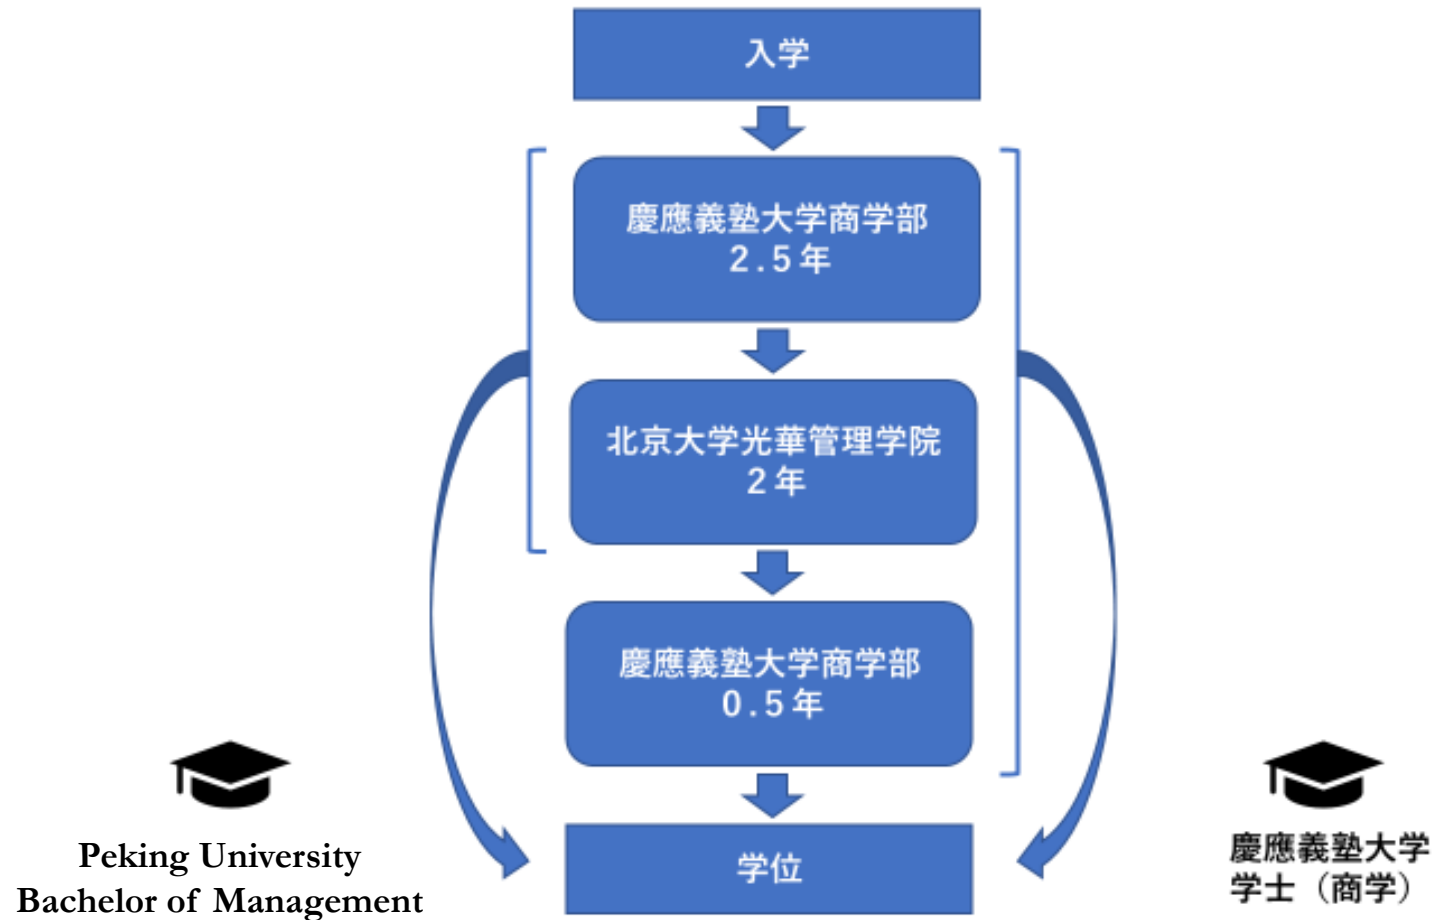 入学
慶應義塾大学商学部
2.5年
北京大学光華管理学院
2年
慶應義塾大学商学部
0.5年
学位
Peking University
Bachelor of Management
慶應義塾大学
学士（商学）